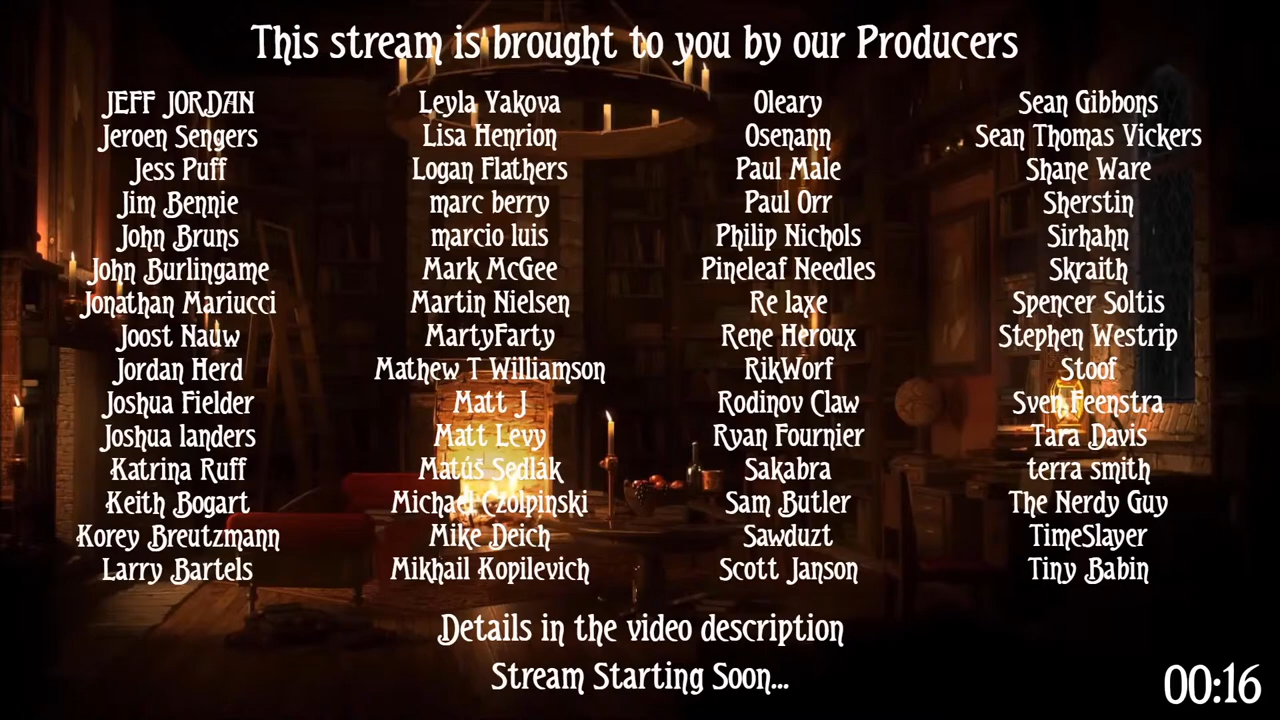 This stream is brought to you by our Producers
JEFF JORDAN
Jeroen Sengers
Jess Puff
Jim Bennie
John Bruns
John Burlingame
Jonathan Mariucci
Joost Nauw
Jordan Herd
Joshua Fielder
Joshua landers
Katrina Ruff
Keith Bogart
Korey Breutzmann
Larry Bartels
Leyla Yakova
Lisa Henrion
Logan Flathers
marc berry
marcio luis
Mark McGee
Martin Nielsen
MartyFarty
Mathew T Williamson
Matt J
Matt Levy
Matúš Sedlák
Michael Czolpinski
Mike Deich
Mikhail Kopilevich
Oleary
Osenann
Paul Male
Paul Orr
Philip Nichols
Pineleaf Needles
Re laxe
Rene Heroux
RikWorf
Rodinov Claw
Ryan Fournier
Sakabra
Sam Butler
Sawduzt
Scott Janson
Sean Gibbons
Sean Thomas Vickers
Shane Ware
Sherstin
Sirhahn
Skraith
Spencer Soltis
Stephen Westrip
Stoof
Sven Feenstra
Tara Davis
terra smith
The Nerdy Guy
TimeSlayer
Tiny Babin
Details in the video description
Stream Starting Soon...
00:16